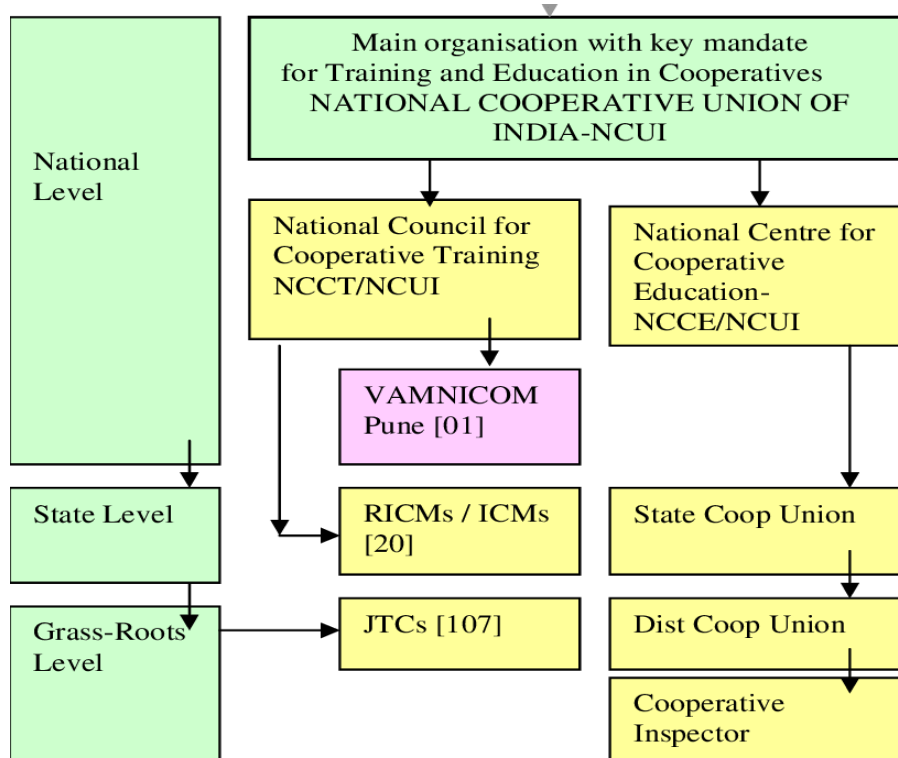 Main organisation with key mandate
for Training and Education in Cooperatives
NATIONAL COOPERATIVE UNION OF
INDIA-NCUI
National
Level
National Council for
Cooperative Training
NCCT/NCUI
National Centre for
Cooperative
Education-
NCCE/NCUI
VAMNICOM
Pune [01]
State Level
RICMs / ICMs
[20]
State Coop Union
Grass-Roots
Level
JTCs [107]
Dist Coop Union
Cooperative
Inspector